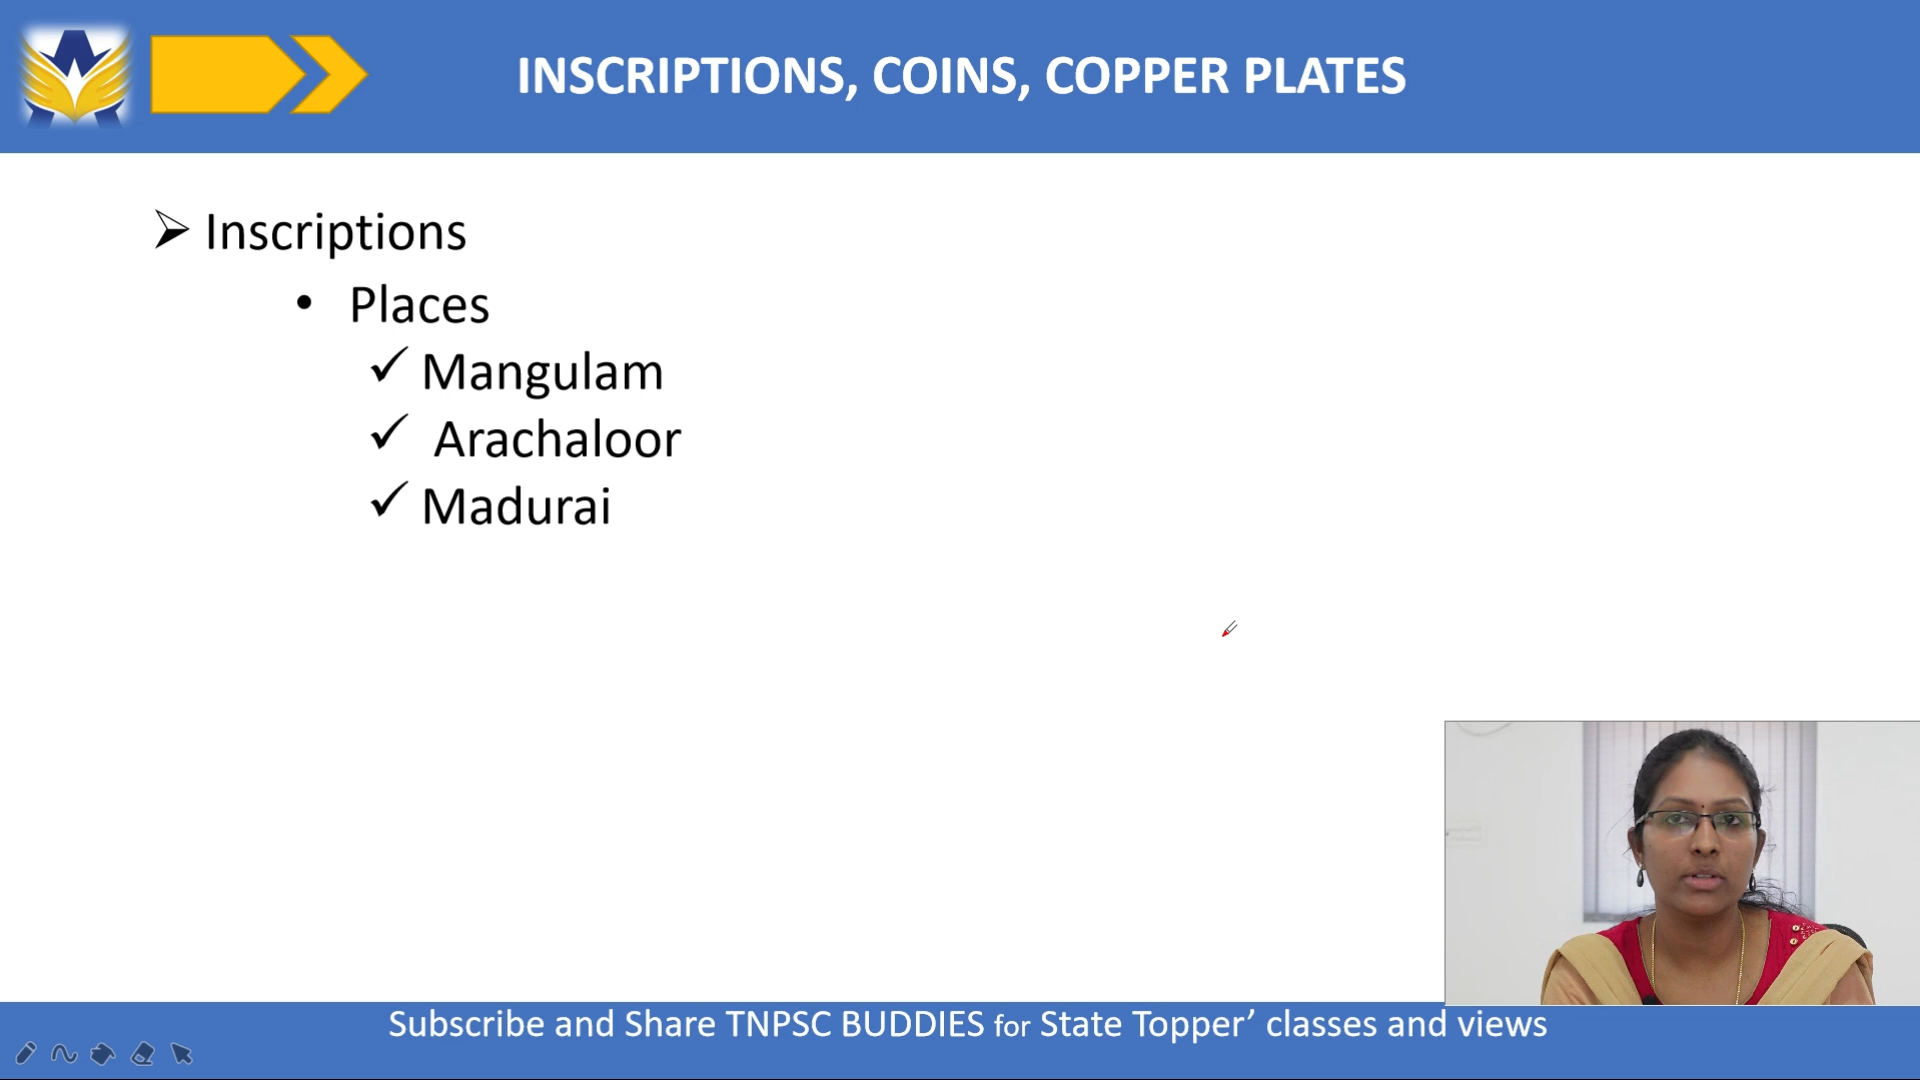 INSCRIPTIONS, COINS, COPPER PLATES
Inscriptions
Places
Mangulam
Arachaloor
Madurai
Subscribe and Share TNPSC BUDDIES for State Topper’ classes and views